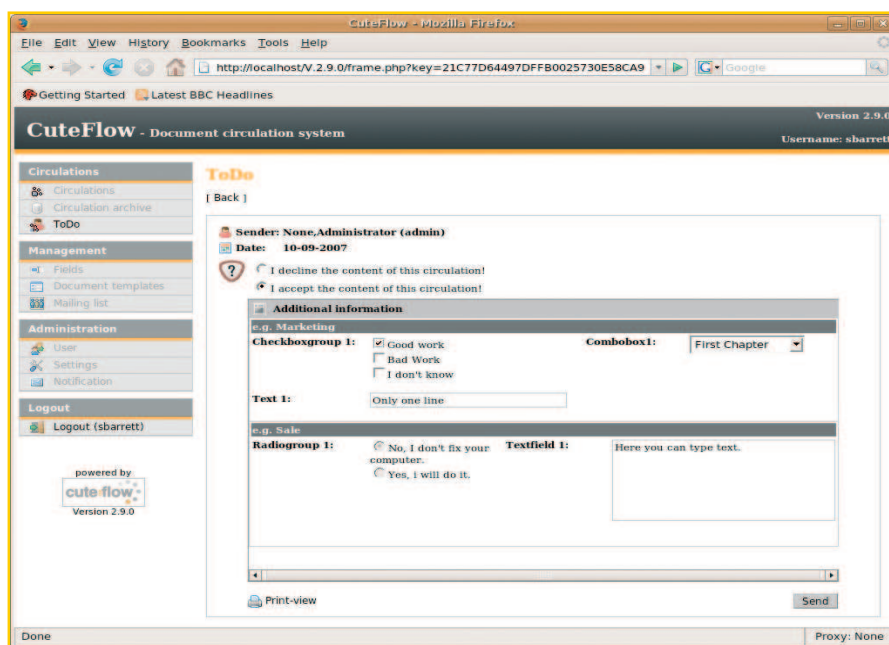 CuteFlow - Mozilla Firefox
File Edit View History Bookmarks Tools Help
http://localhost/V.2.9.0/frame.php?key=21C77D64497DFFB0025730E58CA9
Google
Getting Started Latest BBC Headlines
Version 2.9.0
CuteFlow - Document circulation system
Username: sbarrett
Circulations
Circulations
Circulation archive
ToDo
Management
Fields
Document templates
Mailing list
Administration
User
Settings
Notification
Logout
Logout (sbarrett)
powered by
cuteflow
Version 2.9.0
ToDo
[ Back ]
Sender: None,Administrator (admin)
Date: 10-09-2007
I decline the content of this circulation!
I accept the content of this circulation!
Additional information
e.g. Marketing
Checkboxgroup 1: Good work Combobox1: First Chapter
Bad Work
I don't know
Text 1: Only one line
e.g. Sale
Radiogroup 1: No, I don't fix your Textfield 1: Here you can type text.
computer.
Yes, i will do it.
Print-view Send
Done Proxy: None